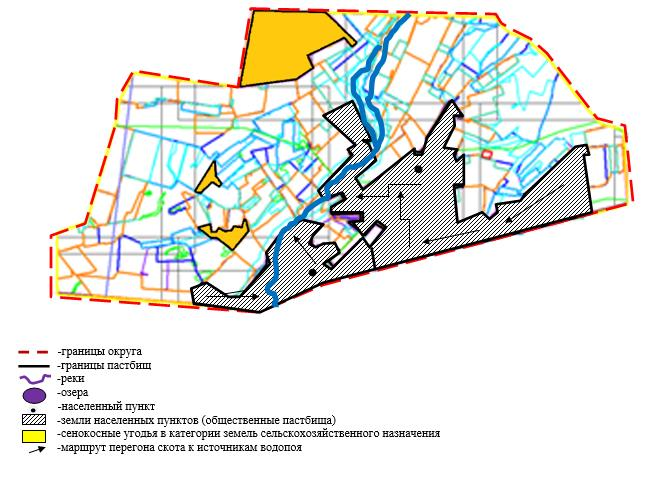 -границы округа
-границы пастбищ
-реки
-озера
-населенный пункт
-земли населенных пунктов (общественные пастбища)
-сенокосные угодья в категории земель сельскохозяйственного назначения
-маршрут перегона скота к источникам водопоя